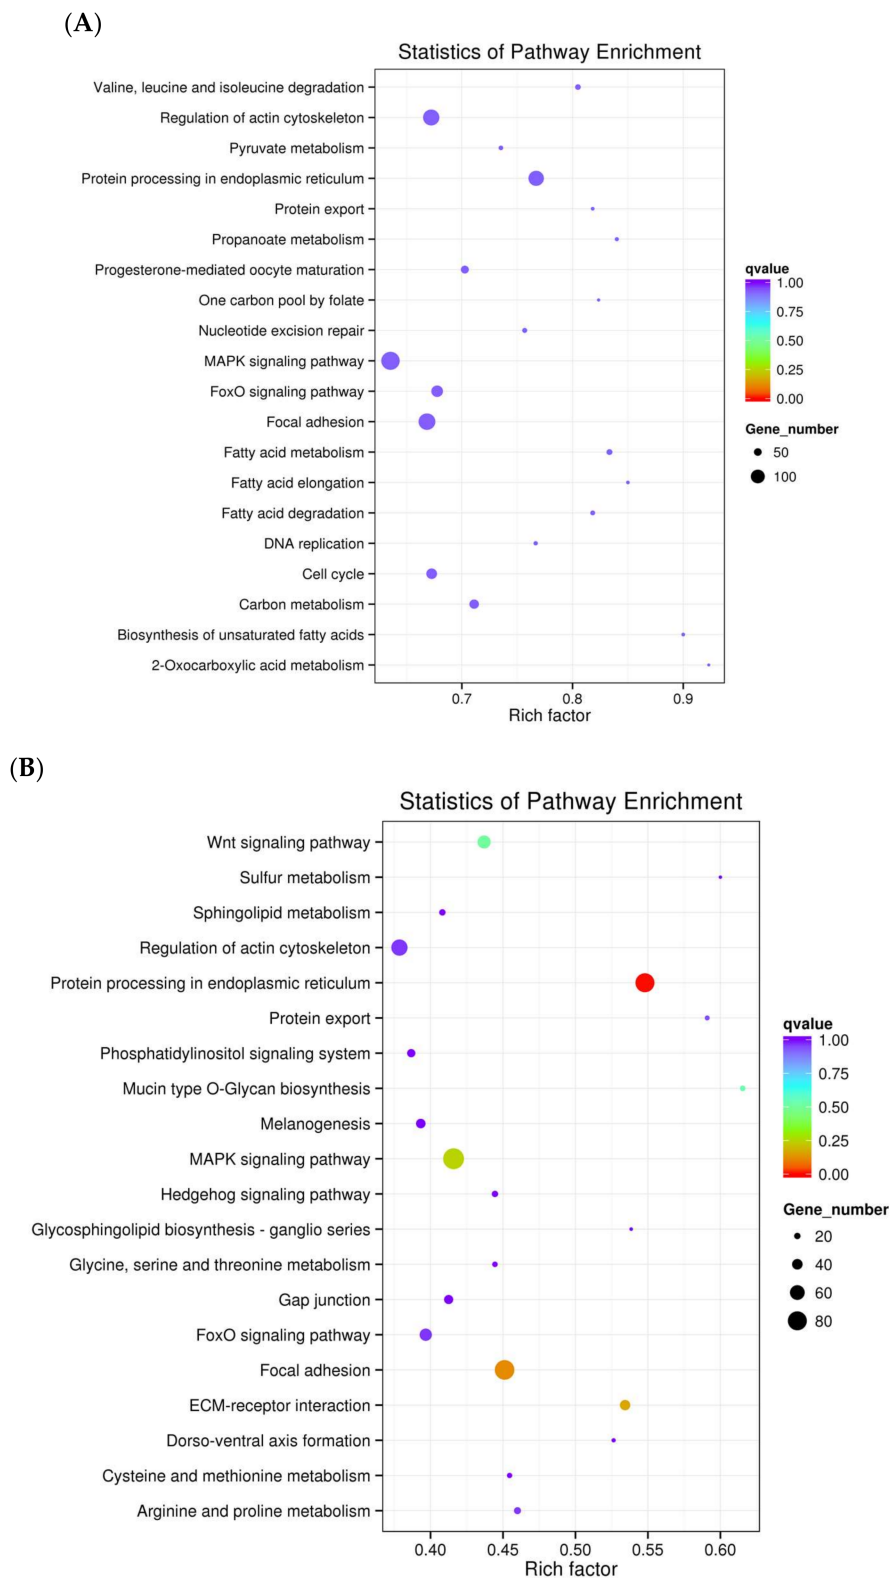 (A)
Statistics of Pathway Enrichment
Valine, leucine and isoleucine degradation
Regulation of actin cytoskeleton
Pyruvate metabolism
Protein processing in endoplasmic reticulum
Protein export
Propanoate metabolism
Progesterone-mediated oocyte maturation
One carbon pool by folate
Nucleotide excision repair
MAPK signaling pathway
FoxO signaling pathway
Focal adhesion
Fatty acid metabolism
Fatty acid elongation
Fatty acid degradation
DNA replication
Cell cycle
Carbon metabolism
Biosynthesis of unsaturated fatty acids
2-Oxocarboxylic acid metabolism
0.7 0.8 0.9
Rich factor
qvalue
1.00
0.75
0.50
0.25
0.00
Gene_number
50
100
(B)
Statistics of Pathway Enrichment
Wnt signaling pathway
Sulfur metabolism
Sphingolipid metabolism
Regulation of actin cytoskeleton
Protein processing in endoplasmic reticulum
Protein export
Phosphatidylinositol signaling system
Mucin type O-Glycan biosynthesis
Melanogenesis
MAPK signaling pathway
Hedgehog signaling pathway
Glycosphingolipid biosynthesis - ganglio series
Glycine, serine and threonine metabolism
Gap junction
FoxO signaling pathway
Focal adhesion
ECM-receptor interaction
Dorso-ventral axis formation
Cysteine and methionine metabolism
Arginine and proline metabolism
0.40 0.45 0.50 0.55 0.60
Rich factor
qvalue
1.00
0.75
0.50
0.25
0.00
Gene_number
20
40
60
80